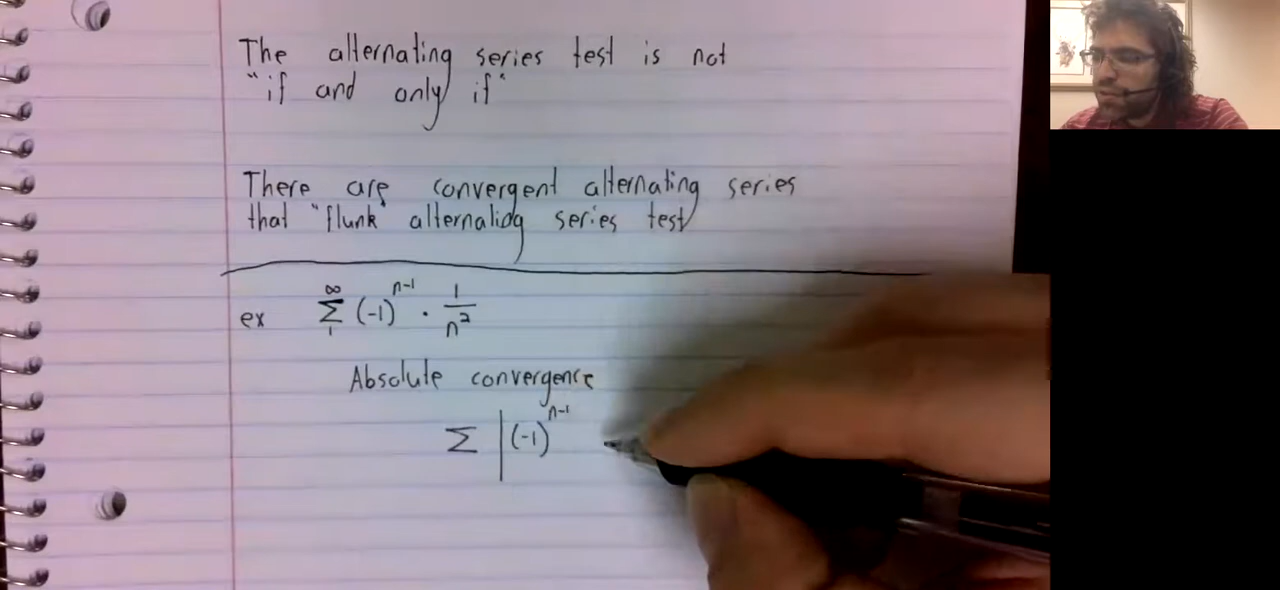 The alternating series test is not
"if and only if"
There are convergent alternating series
that "flunk" alternating series test
ex ∞ Σ 1 (-1)^{n-1} · 1/n²
Absolute convergence
Σ |(-1)^{n-1}